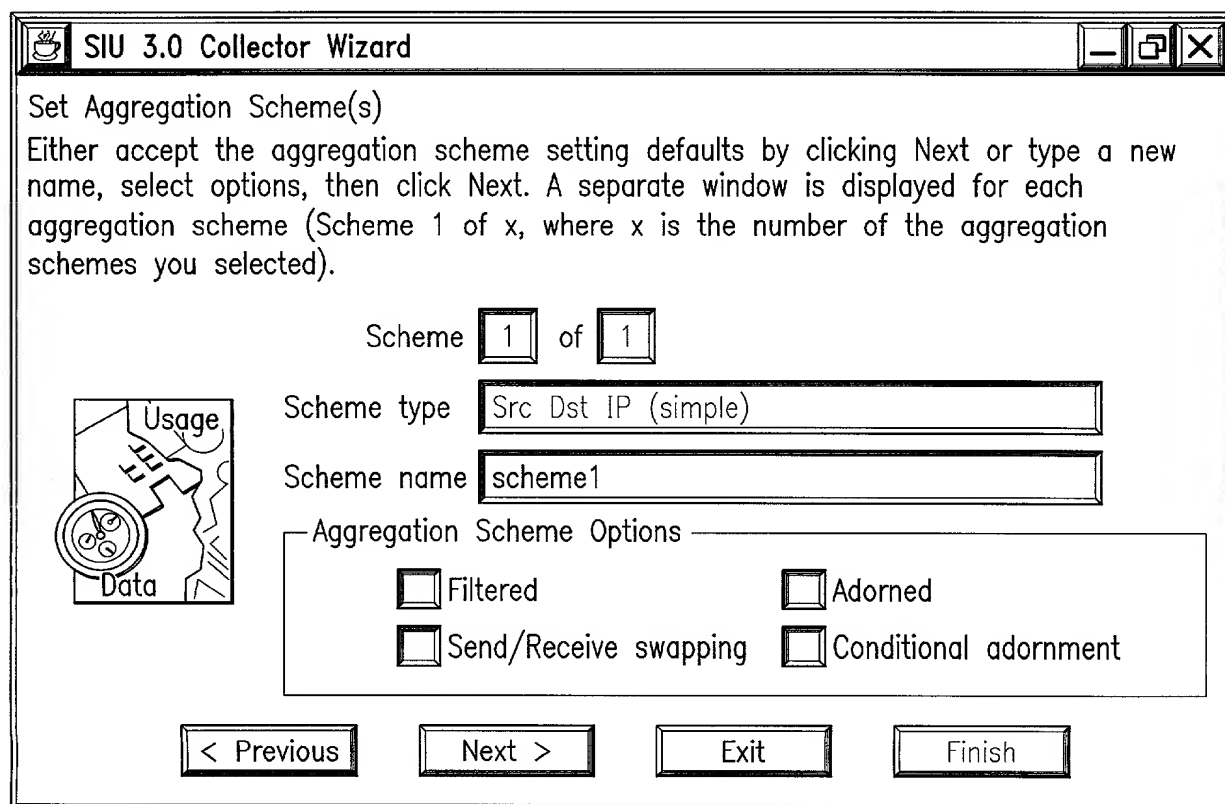 SIU 3.0 Collector Wizard
Set Aggregation Scheme(s)
Either accept the aggregation scheme setting defaults by clicking Next or type a new
name, select options, then click Next. A separate window is displayed for each
aggregation scheme (Scheme 1 of x, where x is the number of the aggregation
schemes you selected).
Scheme 1 of 1
Usage
Data
Scheme type Src Dst IP (simple)
Scheme name scheme1
Aggregation Scheme Options
Filtered Adorned
Send/Receive swapping Conditional adornment
< Previous Next > Exit Finish